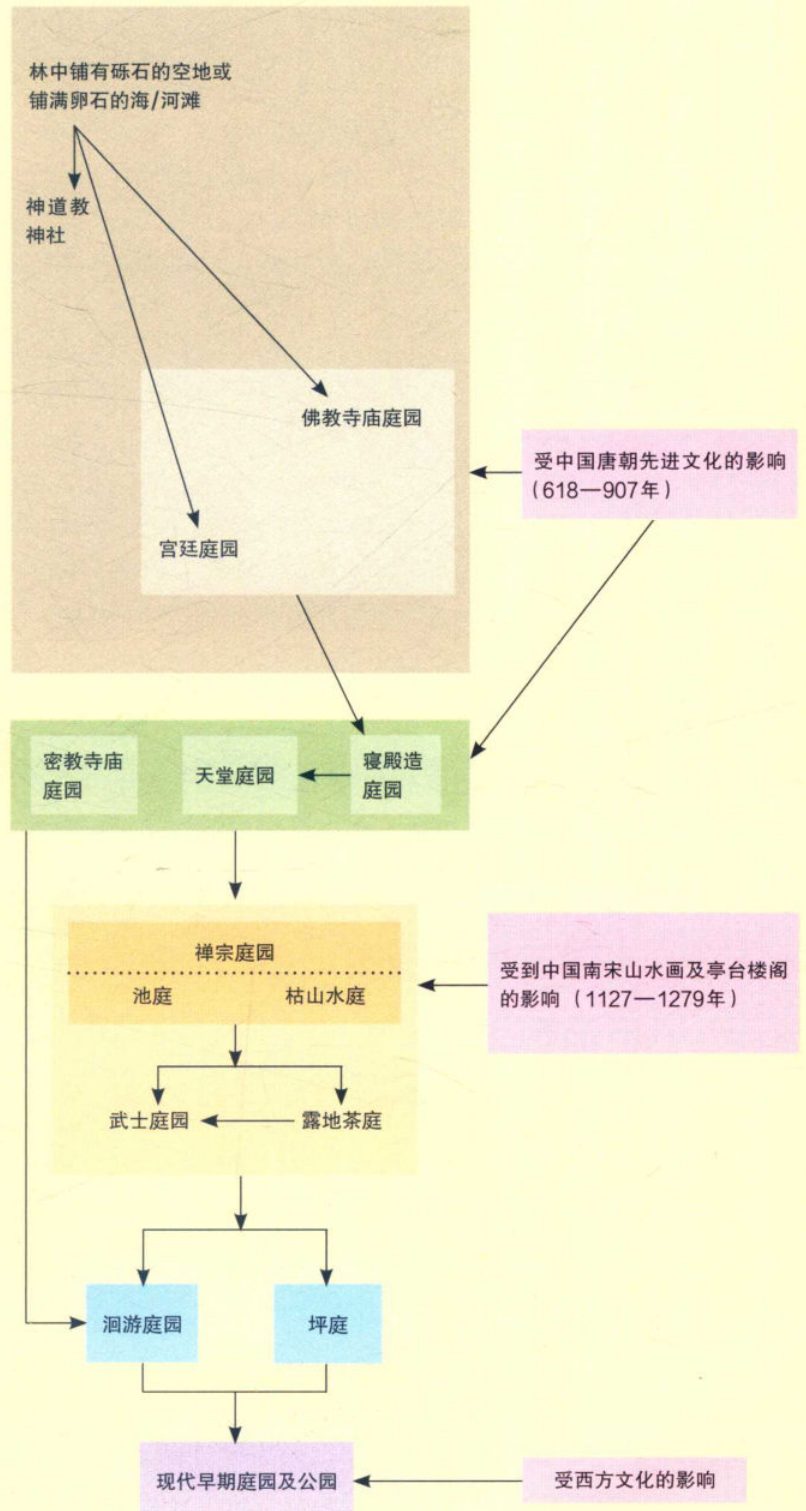 林中铺有砾石的空地或
铺满卵石的海/河滩
神道教
神社
佛教寺庙庭园
宫廷庭园
受中国唐朝先进文化的影响
（618—907年）
密教寺庙
庭园
天堂庭园
寝殿造
庭园
禅宗庭园
池庭
枯山水庭
受到中国南宋山水画及亭台楼阁
的影响（1127—1279年）
武士庭园
露地茶庭
洄游庭园
坪庭
现代早期庭园及公园
受西方文化的影响